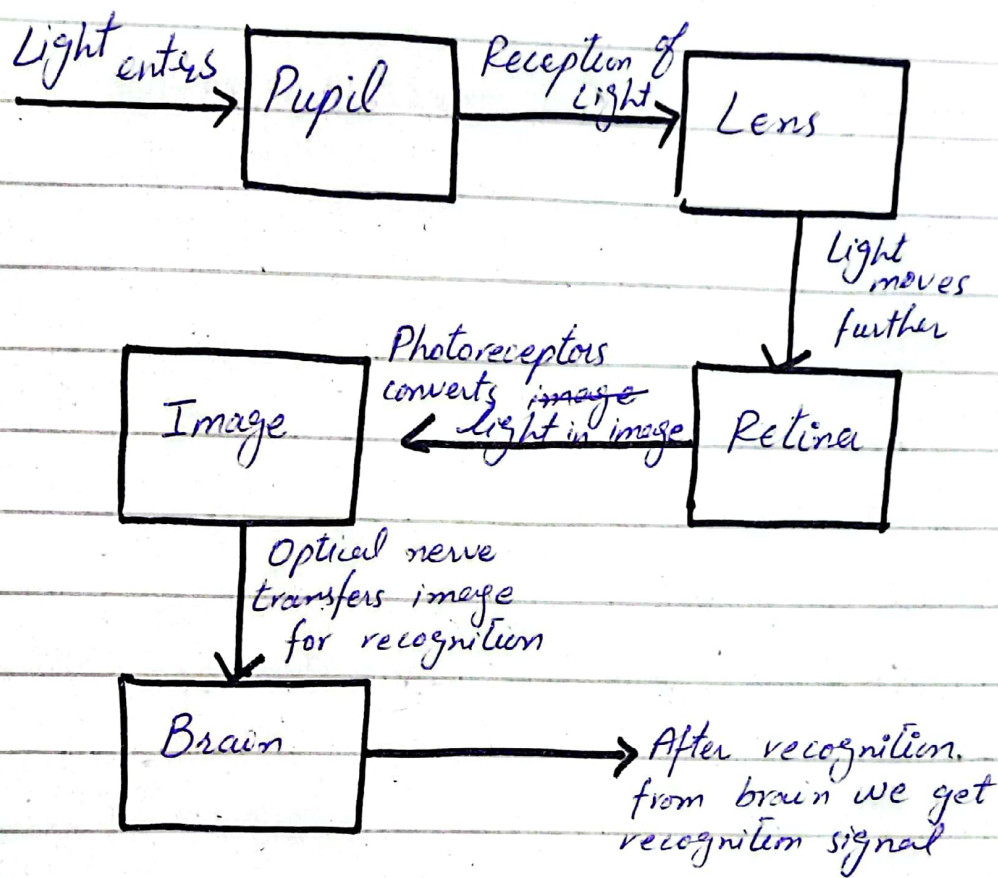 Light enters
Pupil
Reception of
Light
Lens
Light
moves
further
Retina
Photoreceptors
converts image
light in image
Image
Optical nerve
transfers image
for recognition
Brain
After recognition.
from brain we get
recognition signal